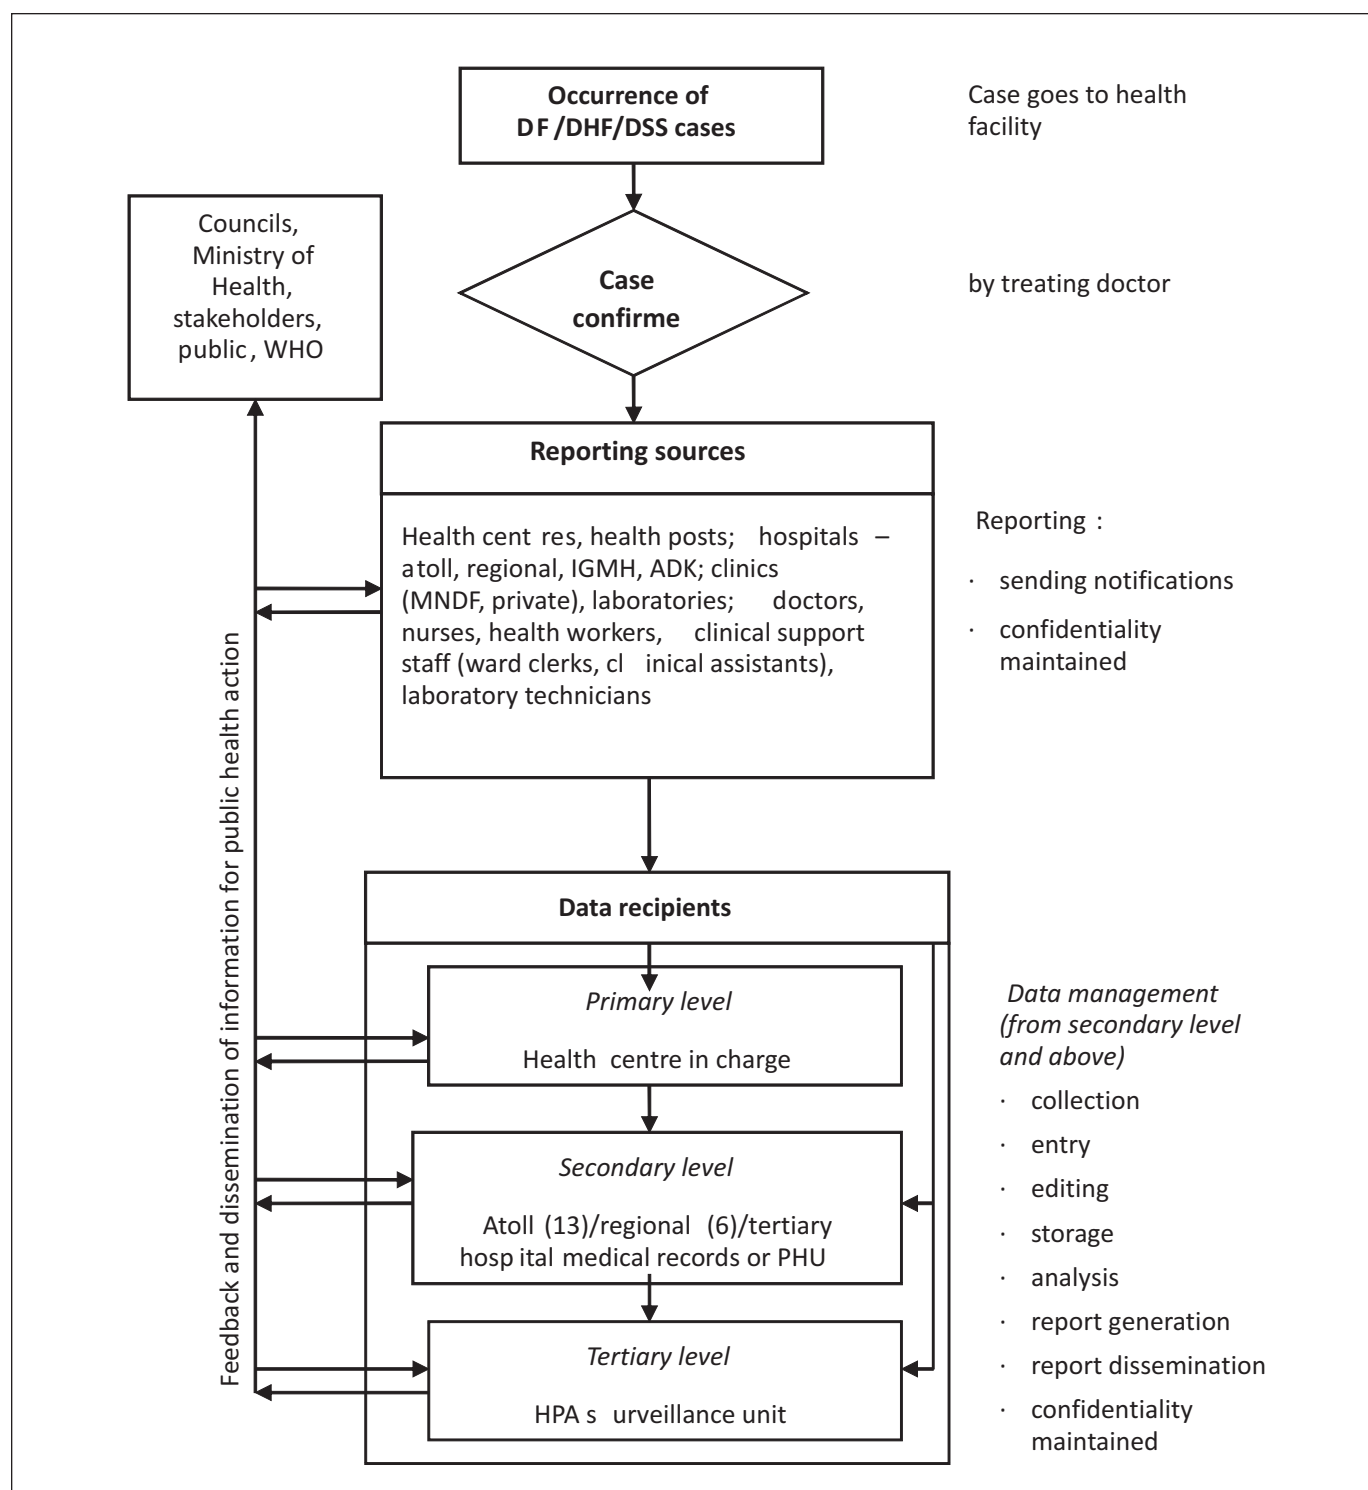 Occurrence of
DF/DHF/DSS cases
Case goes to health
facility
Councils,
Ministry of
Health,
stakeholders,
public, WHO
Case
confirme
by treating doctor
Reporting sources
Health cent res, health posts; hospitals –
atoll, regional, IGMH, ADK; clinics
(MNDF, private), laboratories; doctors,
nurses, health workers, clinical support
staff (ward clerks, cl inical assistants),
laboratory technicians
Reporting :
· sending notifications
· confidentiality
maintained
Feedback and dissemination of information for public health action
Data recipients
Primary level
Health centre in charge
Secondary level
Atoll (13)/regional (6)/tertiary
hosp ital medical records or PHU
Tertiary level
HPA s urveillance unit
Data management
(from secondary level
and above)
· collection
· entry
· editing
· storage
· analysis
· report generation
· report dissemination
· confidentiality
maintained